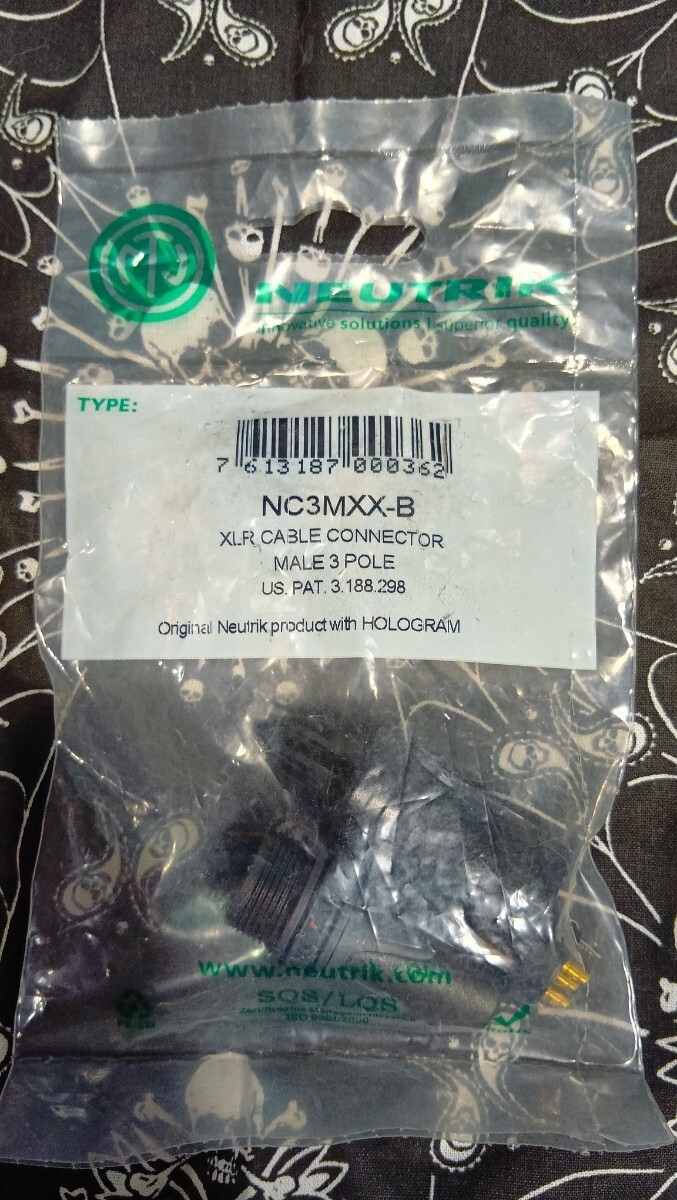 NEUTRIK
innovative solutions | superior quality
TYPE:
7 613187 000362
NC3MXX-B
XLR CABLE CONNECTOR
MALE 3 POLE
US. PAT. 3.188.298
Original Neutrik product with HOLOGRAM
www.neutrik.com
SQS/LQS